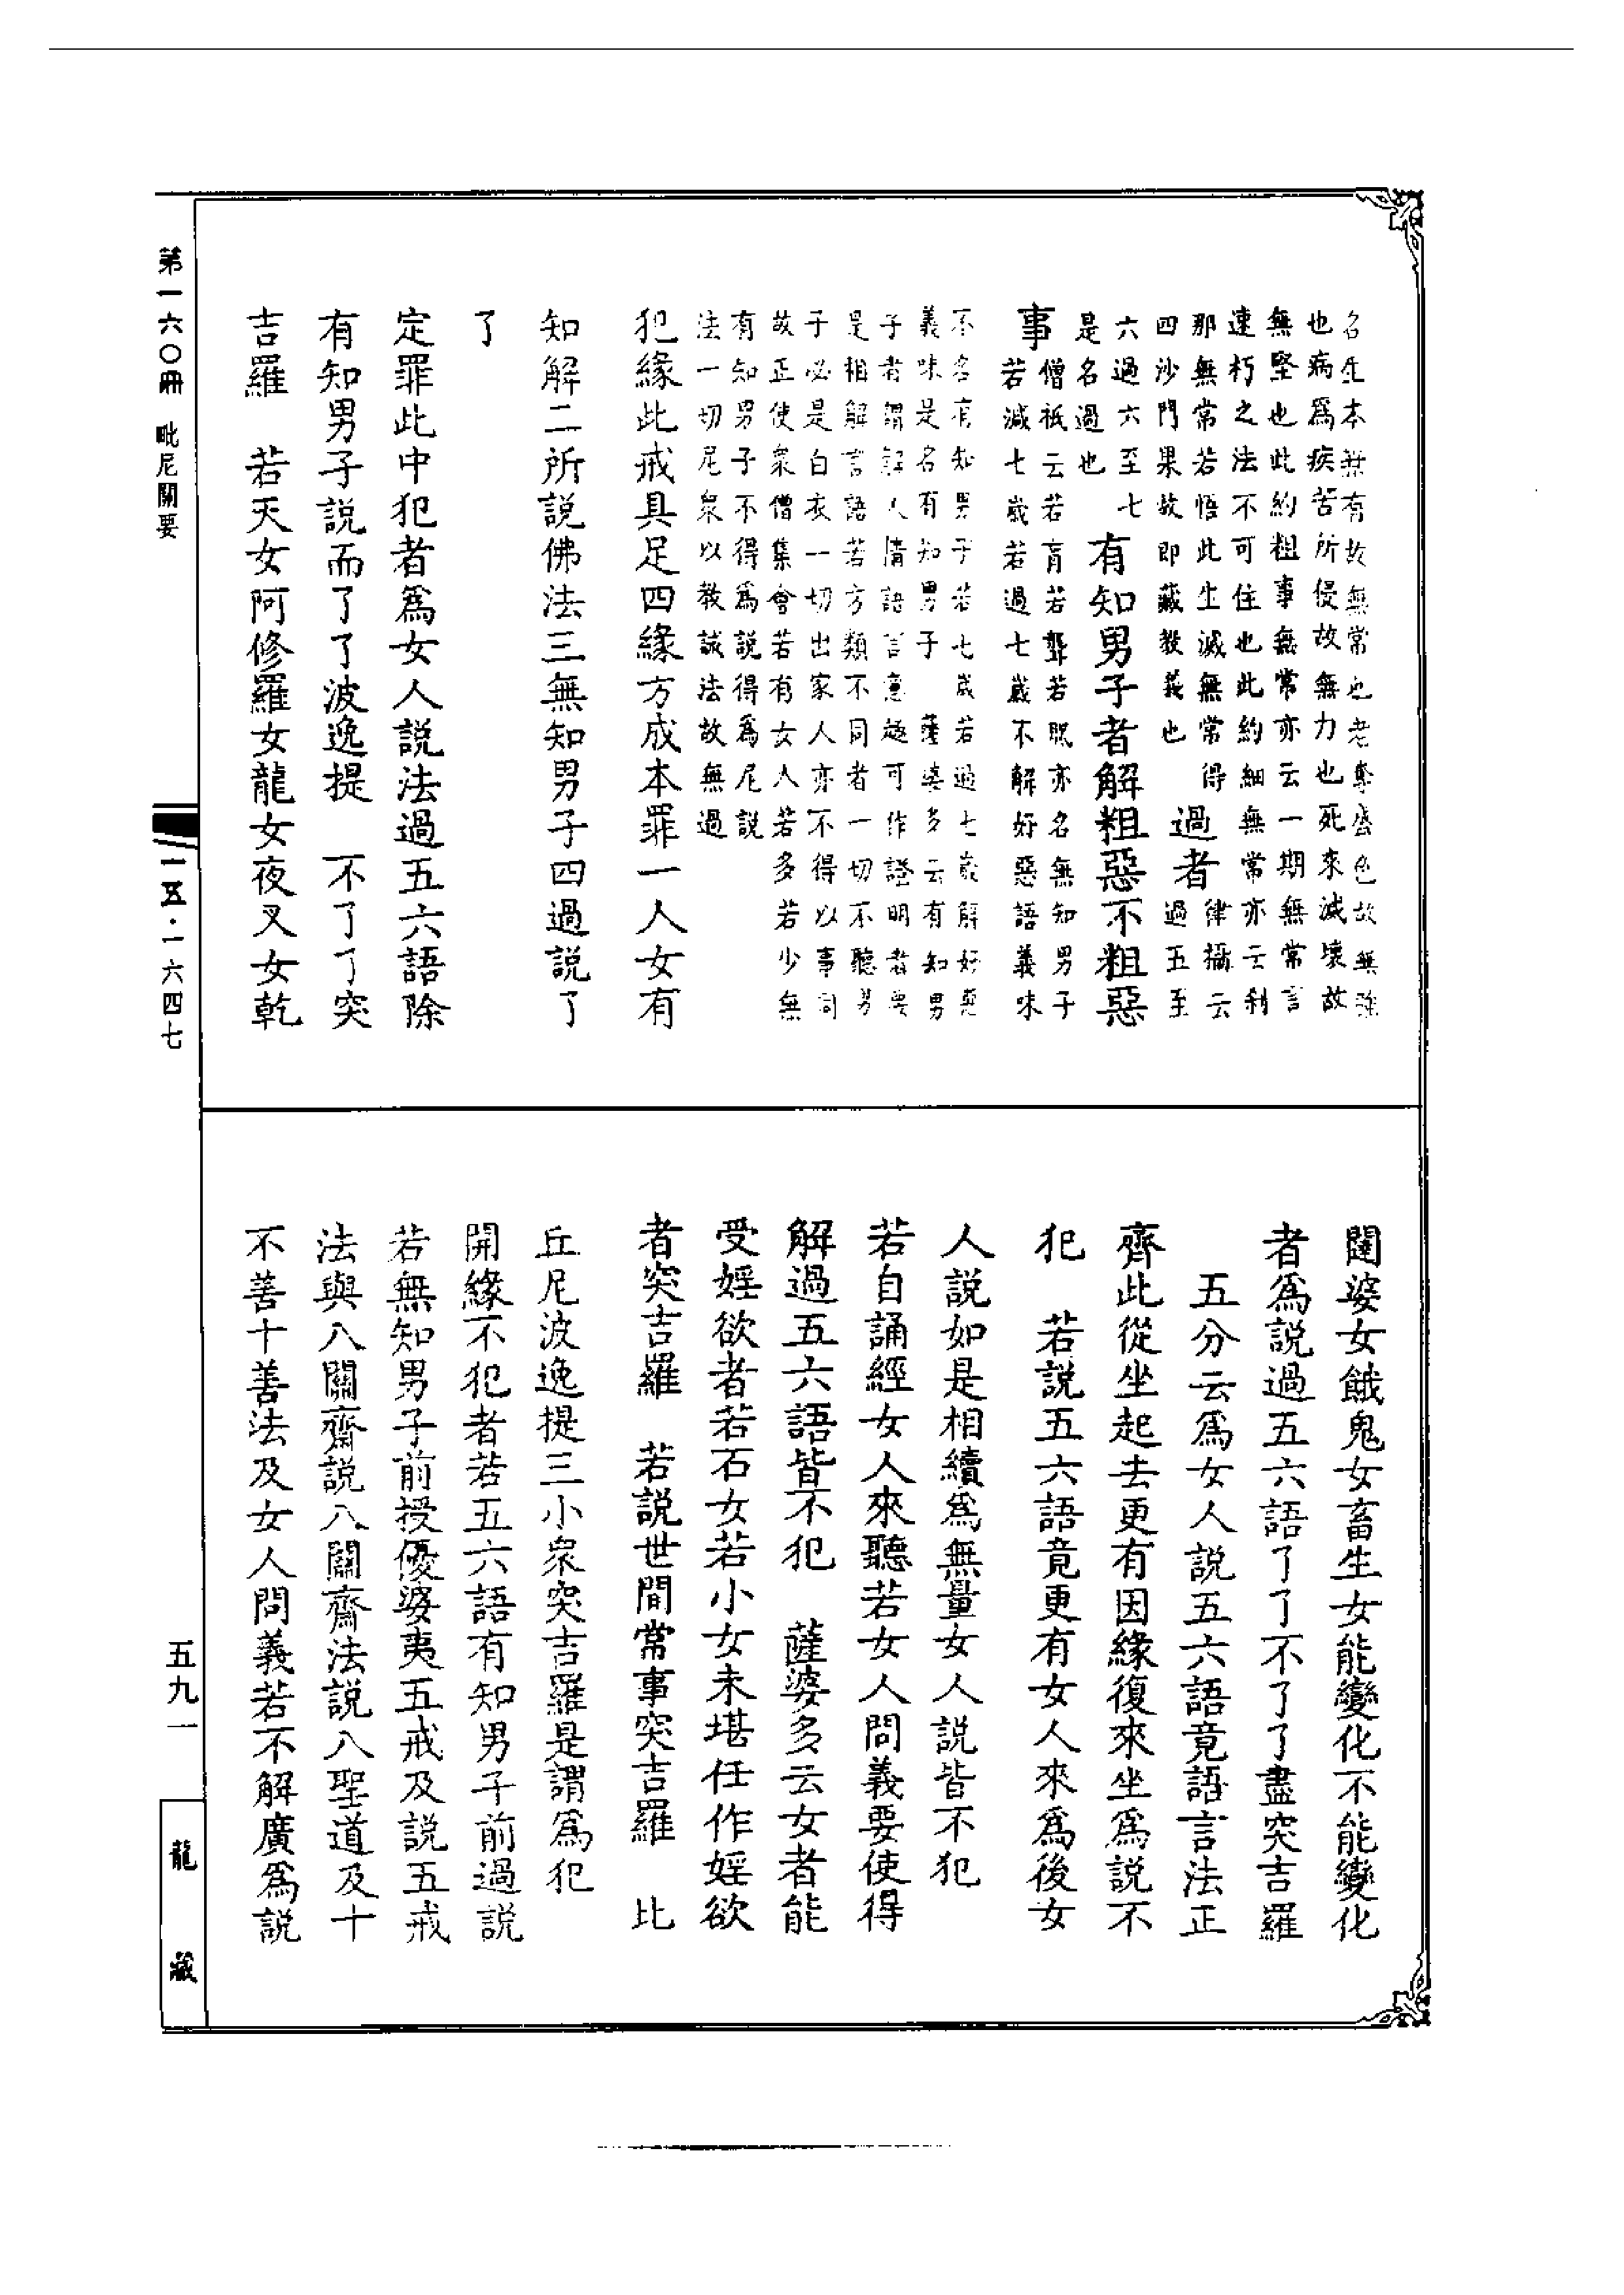 名生本無有故無常也老奪盛色故無強
也病爲疾苦所侵故無力也死來滅壞故
無堅也此約粗事無常亦云一期無常言
速朽之法不可住也此約細無常亦云剎
那無常若悟此生滅無常得
四沙門果故即藏教義也
過者
律攝云
過五至
六過六至七
是名過也
有知男子者解粗惡不粗惡
事
僧祇云若盲若聾若眠亦名無知男子
若減七歲若過七歲不解好惡語義味
不名有知男子若七歲若過七歲解好惡
義味是名有知男子 薩婆多云有知男
子者謂解人情語言意趣可作證明者要
是相解言語若方類不同者一切不聽男
子必是白衣一切出家人亦不得以事同
故正使衆僧集會若有女人若多若少無
有知男子不得爲說得爲尼說
法一切尼衆以教誡法故無過
犯緣此戒具足四緣方成本罪一人女有
知解二所說佛法三無知男子四過說了
了
定罪此中犯者爲女人說法過五六語除
有知男子說而了了波逸提 不了了突
吉羅 若天女阿修羅女龍女夜叉女乾
闥婆女餓鬼女畜生女能變化不能變化
者爲說過五六語了了不了了盡突吉羅
五分云爲女人說五六語竟語言法正
齊此從坐起去更有因緣復來坐爲說不
犯 若說五六語竟更有女人來爲後女
人說如是相續爲無量女人說皆不犯
若自誦經女人來聽若女人問義要使得
解過五六語皆不犯 薩婆多云女者能
受婬欲者若石女若小女未堪任作婬欲
者突吉羅 若說世間常事突吉羅 比
丘尼波逸提三小衆突吉羅是謂爲犯
開緣不犯者若五六語有知男子前過說
若無知男子前授優婆夷五戒及說五戒
法與八關齋說八關齋法說八聖道及十
不善十善法及女人問義若不解廣爲說
第一六〇冊 毗尼關要
一五·一六四七
五九一
龍藏